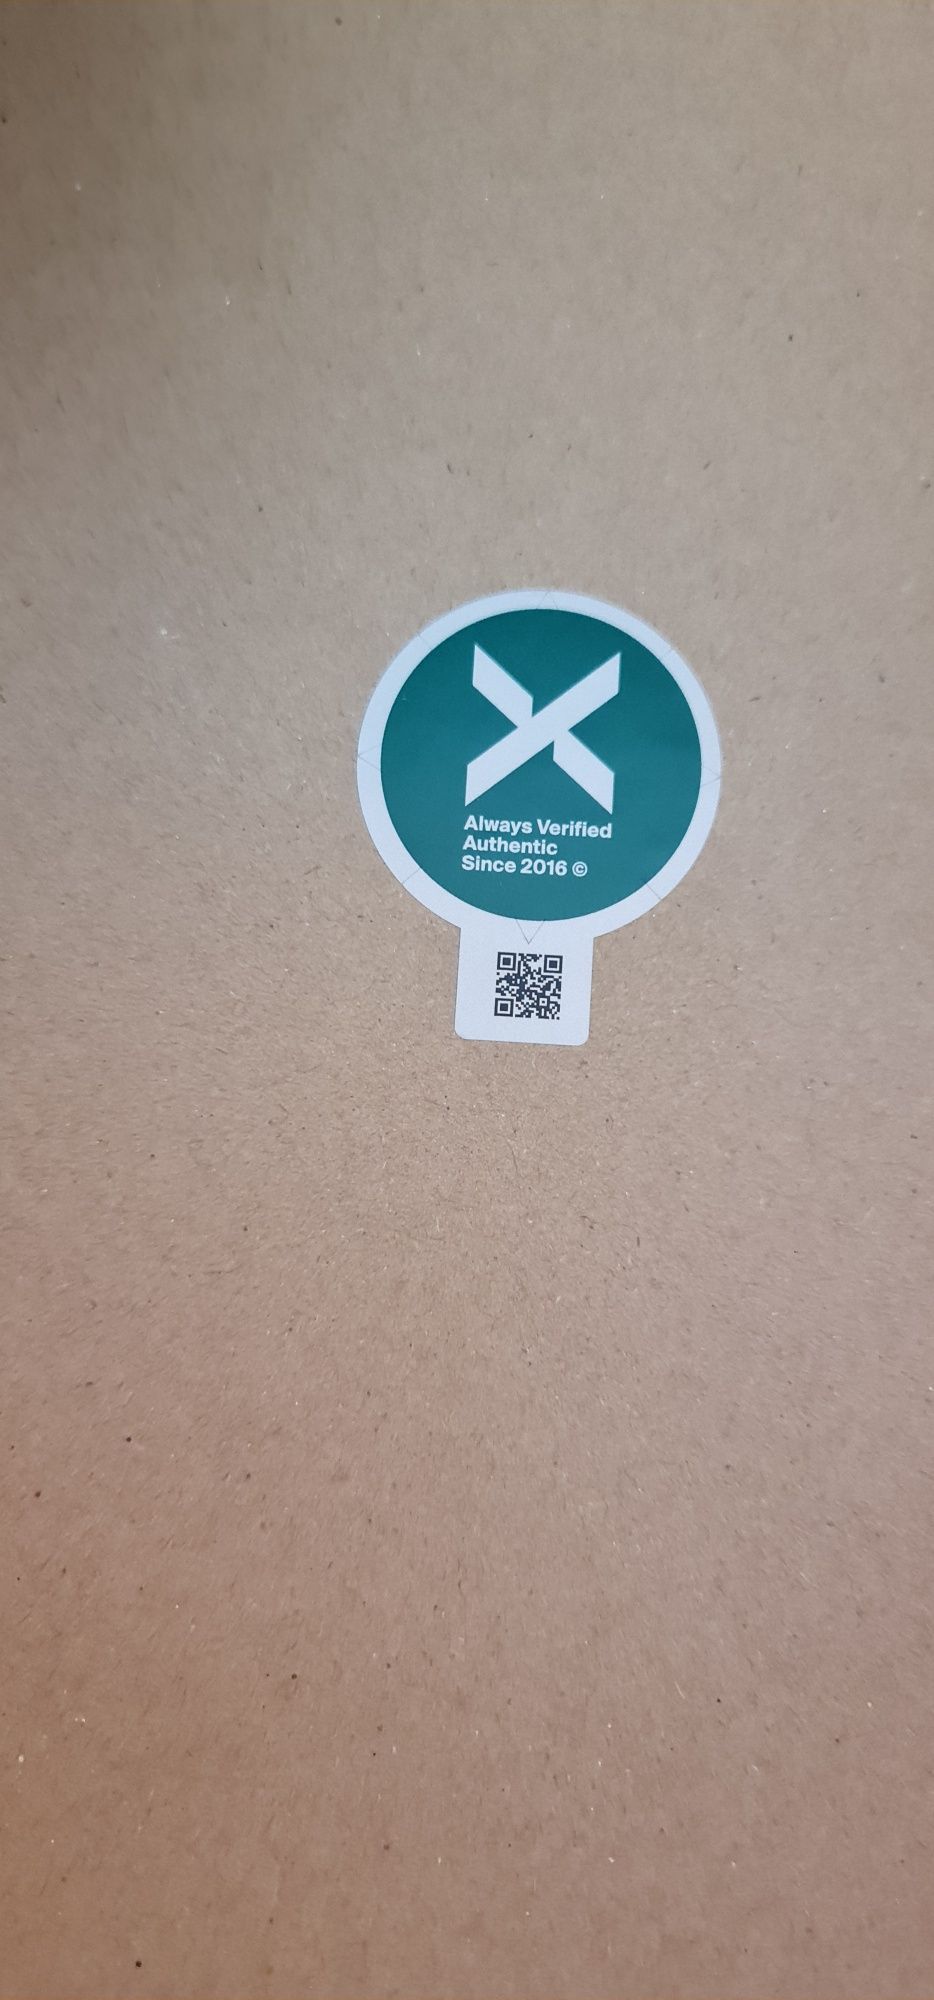 Always Verified
Authentic
Since 2016 ©